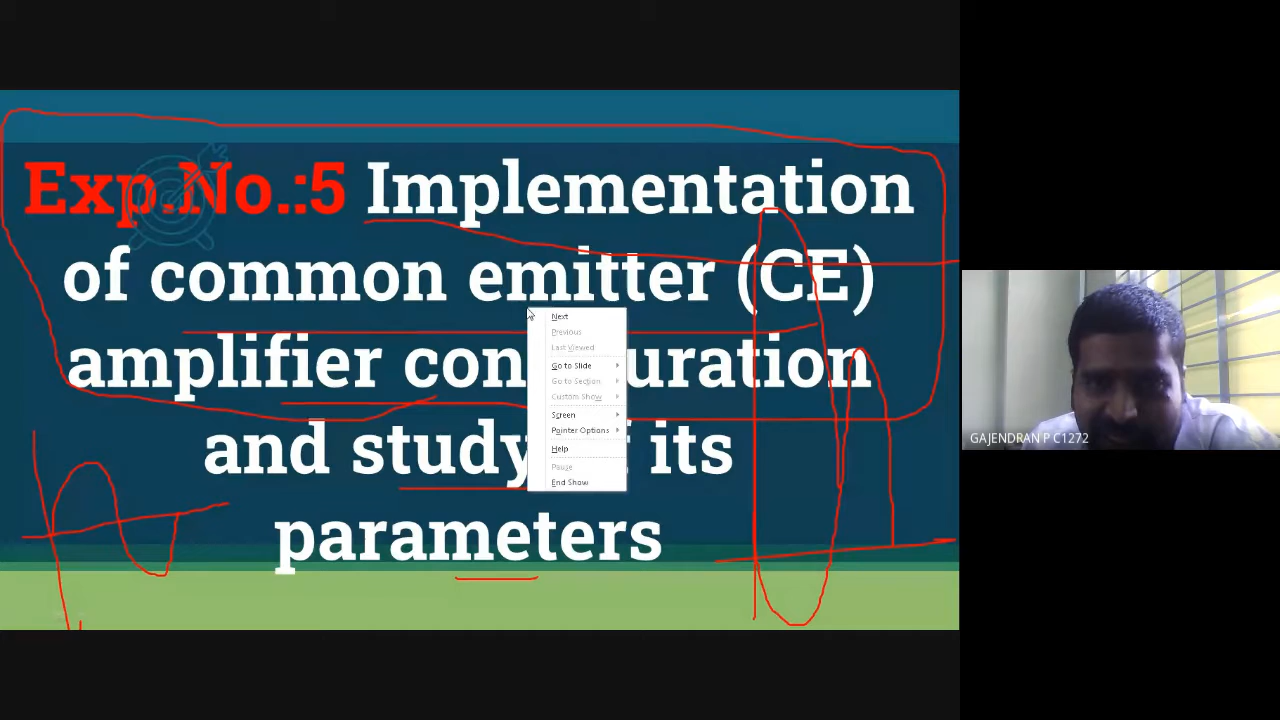 Exp.No.:5 Implementation
of common emitter (CE)
amplifier con uration
and study its
parameters
Next
Previous
Last Viewed
Go to Slide
Go to Section
Custom Show
Screen
Pointer Options
Help
Pause
End Show
GAJENDRAN P C1272